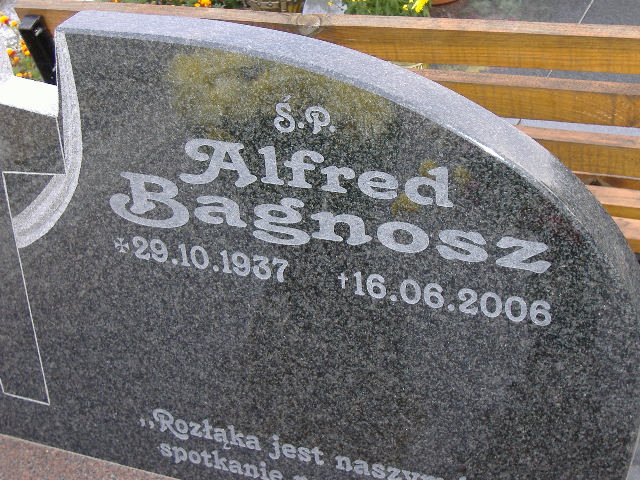 Ś.P.
Alfred
Bagnosz
*29.10.1937 †16.06.2006
,,Rozłąka jest naszym
spotkanie